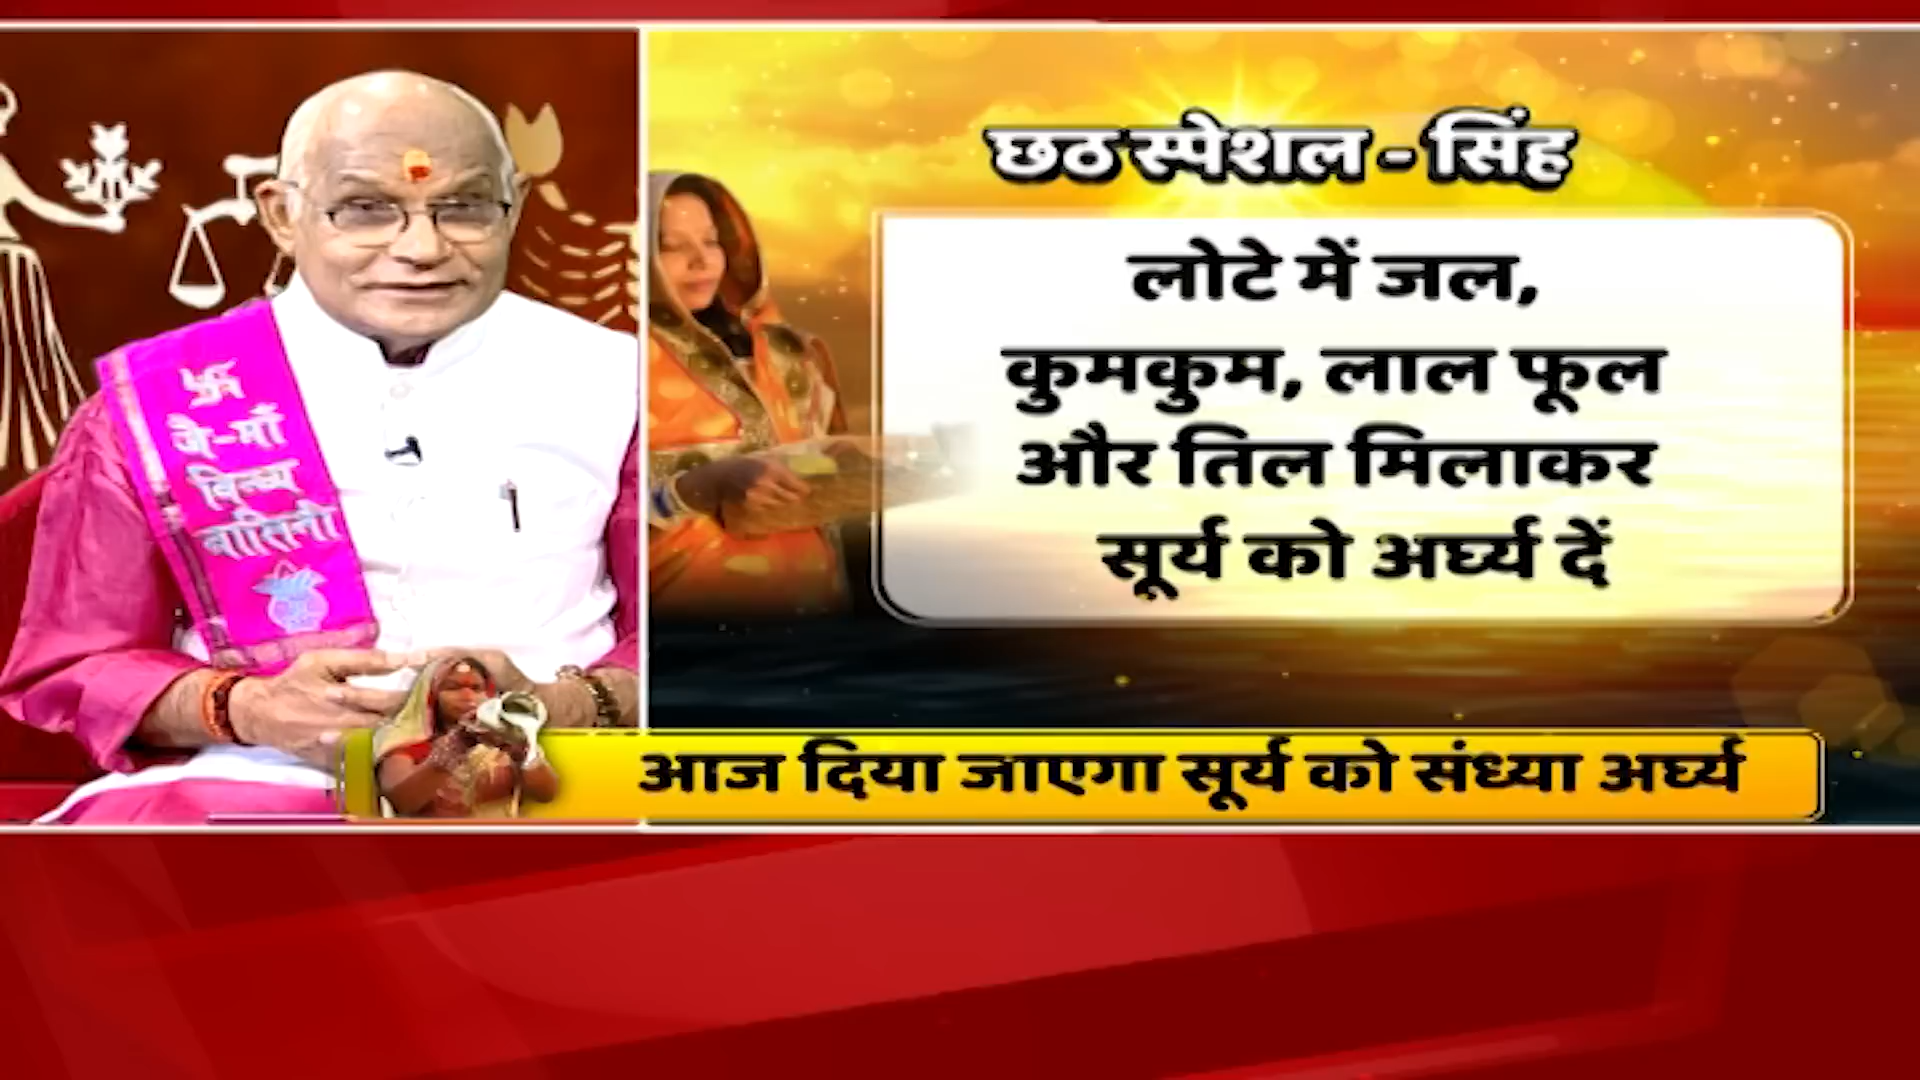 छठ स्पेशल - सिंह
लोटे में जल,
कुमकुम, लाल फूल
और तिल मिलाकर
सूर्य को अर्घ्य दें
जै-माँ
विन्ध्य
वासिनी
आज दिया जाएगा सूर्य को संध्या अर्घ्य